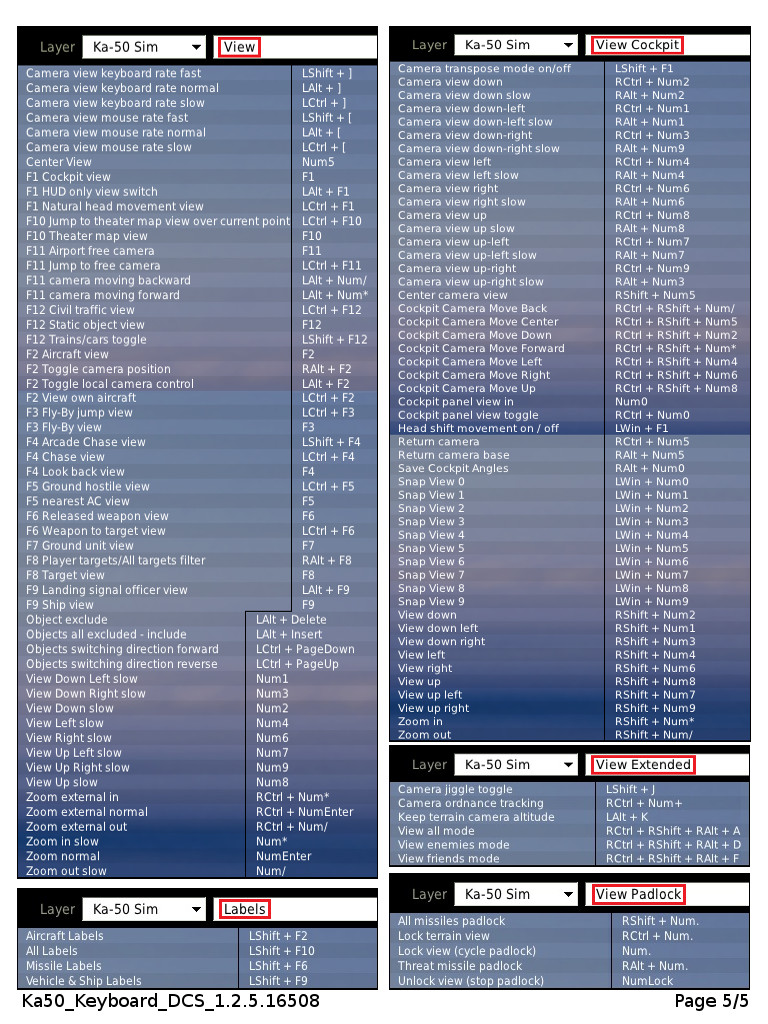 Layer Ka-50 Sim View
Camera view keyboard rate fast LShift + ]
Camera view keyboard rate normal LAlt + ]
Camera view keyboard rate slow LCtrl + ]
Camera view mouse rate fast LShift + [
Camera view mouse rate normal LAlt + [
Camera view mouse rate slow LCtrl + [
Center View Num5
F1 Cockpit view F1
F1 HUD only view switch LAlt + F1
F1 Natural head movement view LCtrl + F1
F10 Jump to theater map view over current point LCtrl + F10
F10 Theater map view F10
F11 Airport free camera F11
F11 Jump to free camera LCtrl + F11
F11 camera moving backward LAlt + Num/
F11 camera moving forward LAlt + Num*
F12 Civil traffic view LCtrl + F12
F12 Static object view F12
F12 Trains/cars toggle LShift + F12
F2 Aircraft view F2
F2 Toggle camera position RAlt + F2
F2 Toggle local camera control LAlt + F2
F2 View own aircraft LCtrl + F2
F3 Fly-By jump view LCtrl + F3
F3 Fly-By view F3
F4 Arcade Chase view LShift + F4
F4 Chase view LCtrl + F4
F4 Look back view F4
F5 Ground hostile view LCtrl + F5
F5 nearest AC view F5
F6 Released weapon view F6
F6 Weapon to target view LCtrl + F6
F7 Ground unit view F7
F8 Player targets/All targets filter RAlt + F8
F8 Target view F8
F9 Landing signal officer view LAlt + F9
F9 Ship view F9
Object exclude LAlt + Delete
Objects all excluded - include LAlt + Insert
Objects switching direction forward LCtrl + PageDown
Objects switching direction reverse LCtrl + PageUp
View Down Left slow Num1
View Down Right slow Num3
View Down slow Num2
View Left slow Num4
View Right slow Num6
View Up Left slow Num7
View Up Right slow Num9
View Up slow Num8
Zoom external in RCtrl + Num*
Zoom external normal RCtrl + NumEnter
Zoom external out RCtrl + Num/
Zoom in slow Num*
Zoom normal NumEnter
Zoom out slow Num/
Layer Ka-50 Sim Labels
Aircraft Labels LShift + F2
All Labels LShift + F10
Missile Labels LShift + F6
Vehicle & Ship Labels LShift + F9
Layer Ka-50 Sim View Cockpit
Camera transpose mode on/off LShift + F1
Camera view down RCtrl + Num2
Camera view down slow RAlt + Num2
Camera view down-left RCtrl + Num1
Camera view down-left slow RAlt + Num1
Camera view down-right RCtrl + Num3
Camera view down-right slow RAlt + Num9
Camera view left RCtrl + Num4
Camera view left slow RAlt + Num4
Camera view right RCtrl + Num6
Camera view right slow RAlt + Num6
Camera view up RCtrl + Num8
Camera view up slow RAlt + Num8
Camera view up-left RCtrl + Num7
Camera view up-left slow RAlt + Num7
Camera view up-right RCtrl + Num9
Camera view up-right slow RAlt + Num3
Center camera view RShift + Num5
Cockpit Camera Move Back RCtrl + RShift + Num/
Cockpit Camera Move Center RCtrl + RShift + Num5
Cockpit Camera Move Down RCtrl + RShift + Num2
Cockpit Camera Move Forward RCtrl + RShift + Num*
Cockpit Camera Move Left RCtrl + RShift + Num4
Cockpit Camera Move Right RCtrl + RShift + Num6
Cockpit Camera Move Up RCtrl + RShift + Num8
Cockpit panel view in Num0
Cockpit panel view toggle RCtrl + Num0
Head shift movement on / off LWin + F1
Return camera RCtrl + Num5
Return camera base RAlt + Num5
Save Cockpit Angles RAlt + Num0
Snap View 0 LWin + Num0
Snap View 1 LWin + Num1
Snap View 2 LWin + Num2
Snap View 3 LWin + Num3
Snap View 4 LWin + Num4
Snap View 5 LWin + Num5
Snap View 6 LWin + Num6
Snap View 7 LWin + Num7
Snap View 8 LWin + Num8
Snap View 9 LWin + Num9
View down RShift + Num2
View down left RShift + Num1
View down right RShift + Num3
View left RShift + Num4
View right RShift + Num6
View up RShift + Num8
View up left RShift + Num7
View up right RShift + Num9
Zoom in RShift + Num*
Zoom out RShift + Num/
Layer Ka-50 Sim View Extended
Camera jiggle toggle LShift + J
Camera ordnance tracking RCtrl + Num+
Keep terrain camera altitude LAlt + K
View all mode RCtrl + RShift + RAlt + A
View enemies mode RCtrl + RShift + RAlt + D
View friends mode RCtrl + RShift + RAlt + F
Layer Ka-50 Sim View Padlock
All missiles padlock RShift + Num.
Lock terrain view RCtrl + Num.
Lock view (cycle padlock) Num.
Threat missile padlock RAlt + Num.
Unlock view (stop padlock) NumLock
Ka50_Keyboard_DCS_1.2.5.16508 Page 5/5